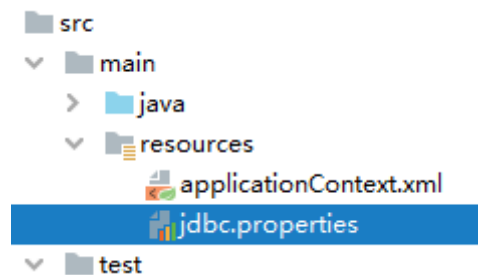 src
main
java
resources
applicationContext.xml
jdbc.properties
test